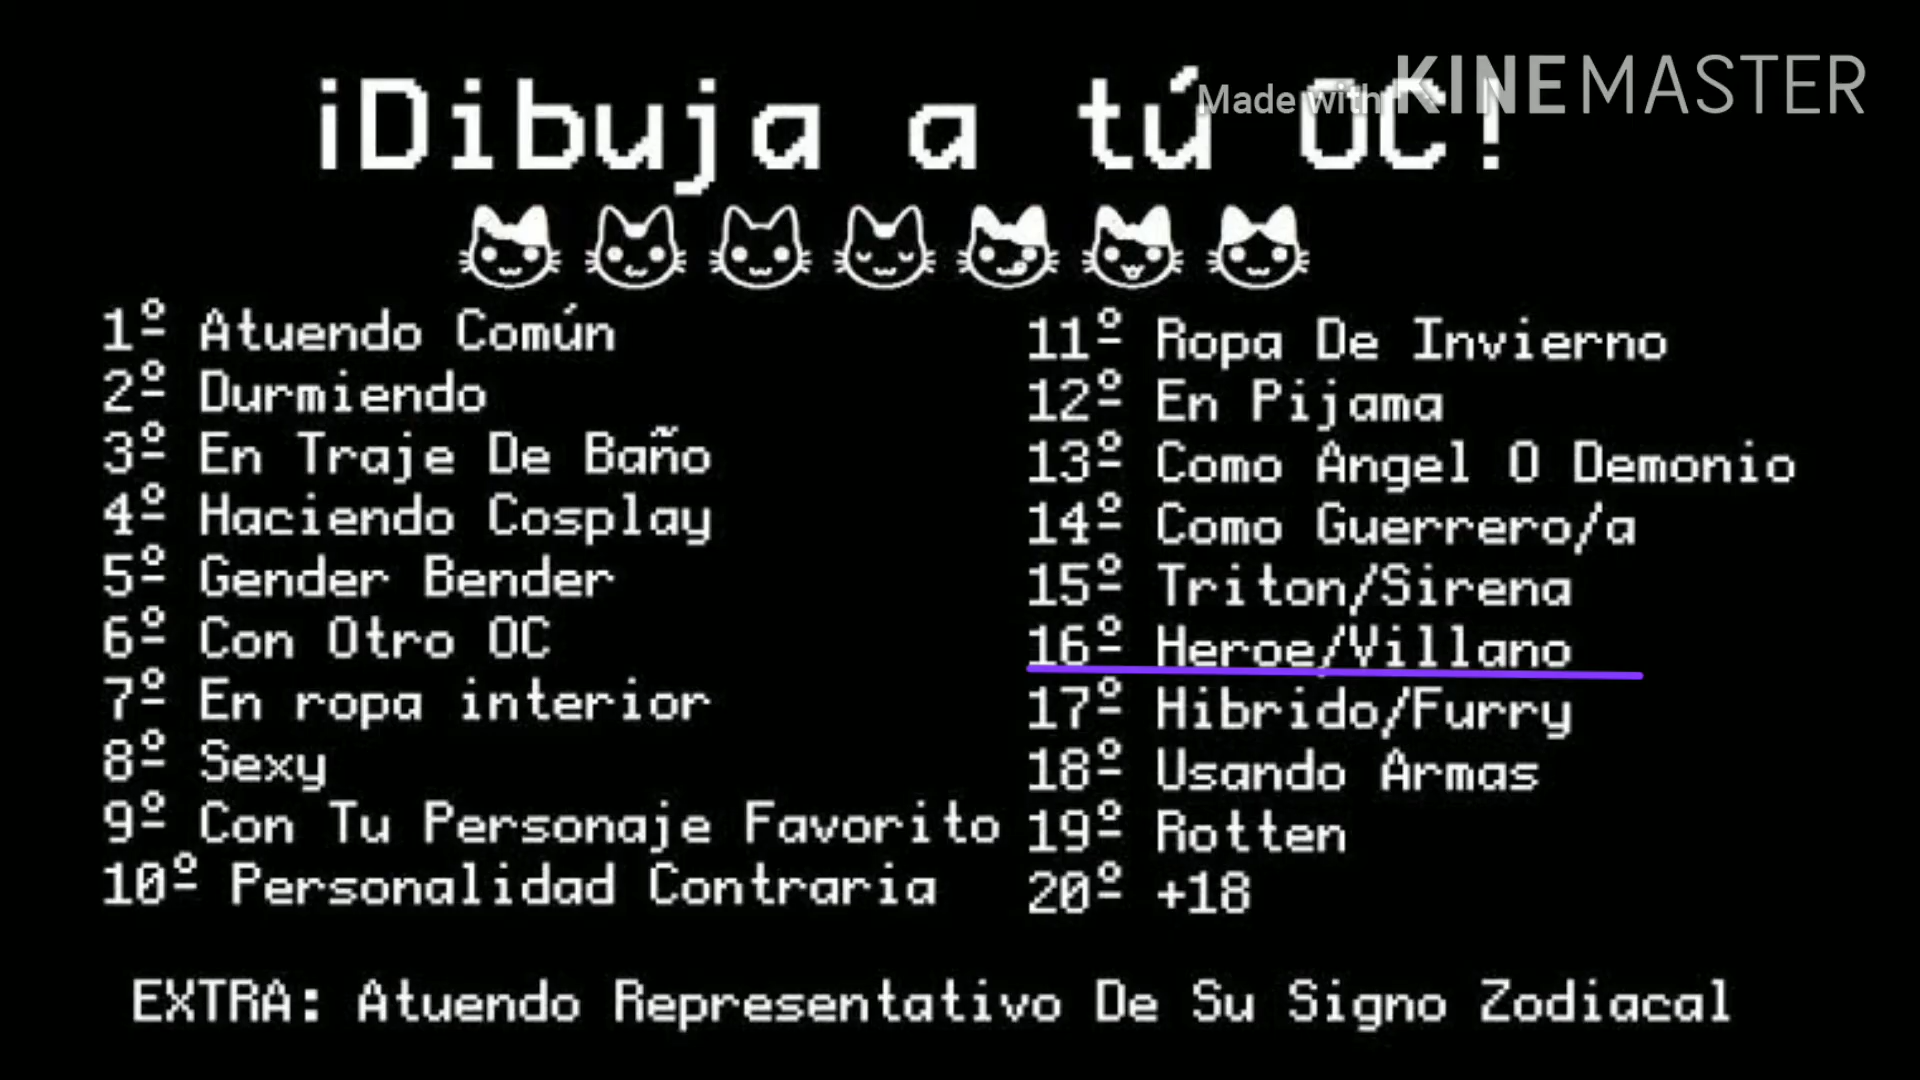 ¡Dibuja a tú OC!
Made with KINEMASTER
1º Atuendo Común
2º Durmiendo
3º En Traje De Baño
4º Haciendo Cosplay
5º Gender Bender
6º Con Otro OC
7º En ropa interior
8º Sexy
9º Con Tu Personaje Favorito
10º Personalidad Contraria
11º Ropa De Invierno
12º En Pijama
13º Como Angel O Demonio
14º Como Guerrero/a
15º Triton/Sirena
16º Heroe/Villano
17º Hibrido/Furry
18º Usando Armas
19º Rotten
20º +18
EXTRA: Atuendo Representativo De Su Signo Zodiacal